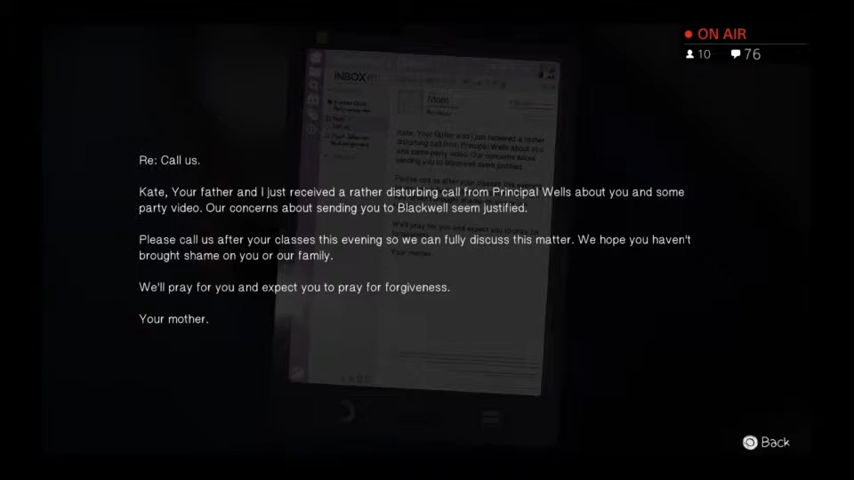 ON AIR
10 76
INBOX
Mom
Re: Call us.
Kate, Your father and I just received a rather disturbing call from Principal Wells about you and some
party video. Our concerns about sending you to Blackwell seem justified.
Please call us after your classes this evening so we can fully discuss this matter. We hope you haven't
brought shame on you or our family.
We'll pray for you and expect you to pray for forgiveness.
Your mother.
Back